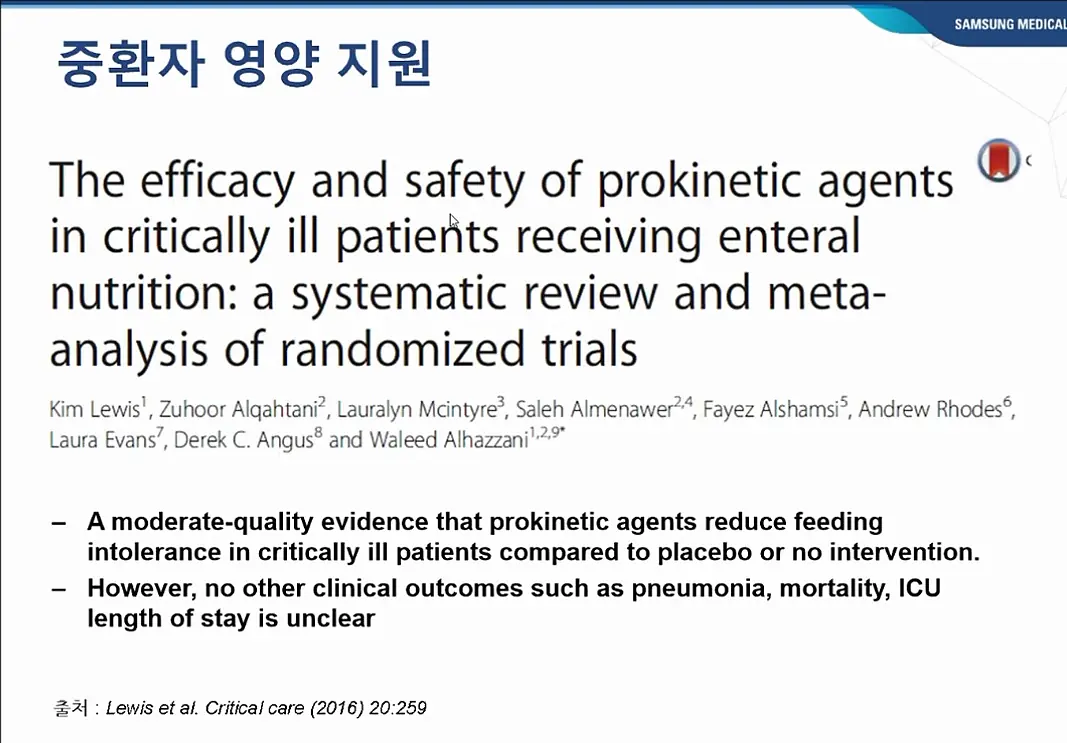 SAMSUNG MEDICAL
중환자 영양 지원
The efficacy and safety of prokinetic agents
in critically ill patients receiving enteral
nutrition: a systematic review and meta-
analysis of randomized trials
Kim Lewis1, Zuhoor Alqahtani2, Lauralyn Mcintyre3, Saleh Almenawer2,4, Fayez Alshamsi5, Andrew Rhodes6,
Laura Evans7, Derek C. Angus8 and Waleed Alhazzani1,2,9*
– A moderate-quality evidence that prokinetic agents reduce feeding
intolerance in critically ill patients compared to placebo or no intervention.
– However, no other clinical outcomes such as pneumonia, mortality, ICU
length of stay is unclear
출처 : Lewis et al. Critical care (2016) 20:259